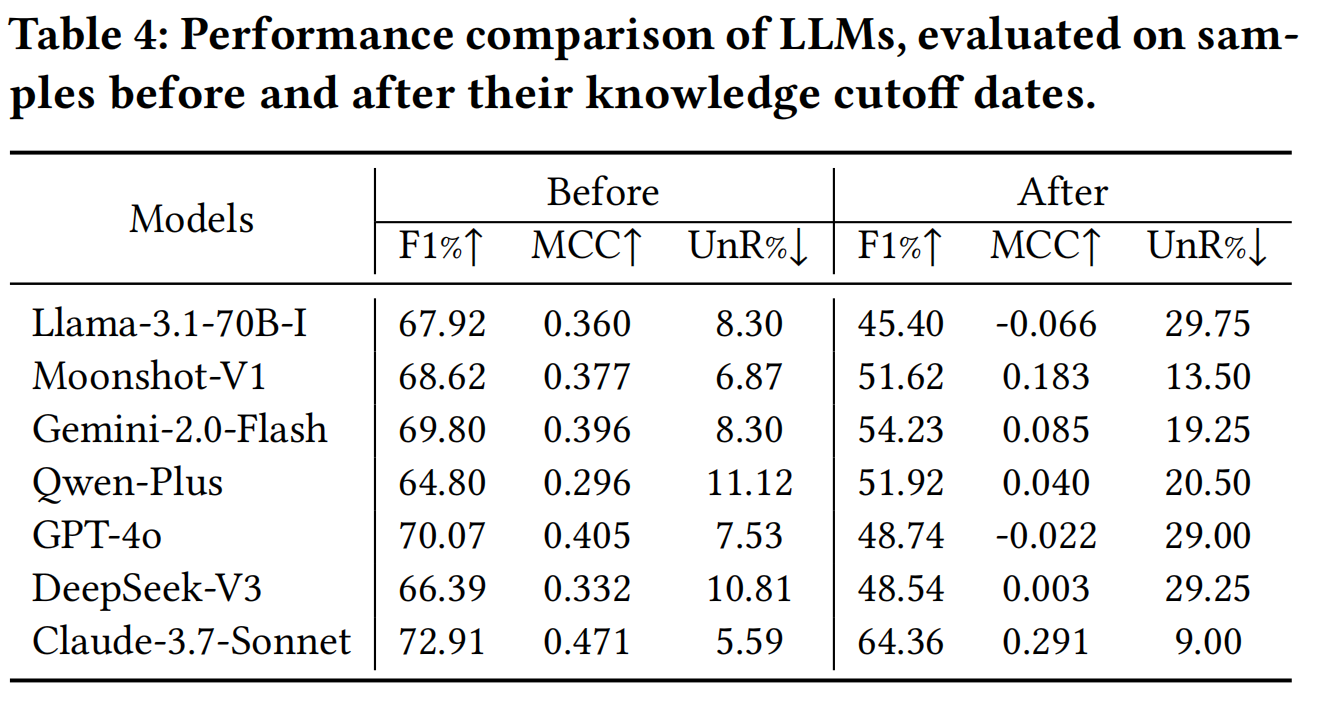 Table 4: Performance comparison of LLMs, evaluated on sam-
ples before and after their knowledge cutoff dates.
Models Before After
F1%↑ MCC↑ UnR%↓ F1%↑ MCC↑ UnR%↓
Llama-3.1-70B-I 67.92 0.360 8.30 45.40 -0.066 29.75
Moonshot-V1 68.62 0.377 6.87 51.62 0.183 13.50
Gemini-2.0-Flash 69.80 0.396 8.30 54.23 0.085 19.25
Qwen-Plus 64.80 0.296 11.12 51.92 0.040 20.50
GPT-4o 70.07 0.405 7.53 48.74 -0.022 29.00
DeepSeek-V3 66.39 0.332 10.81 48.54 0.003 29.25
Claude-3.7-Sonnet 72.91 0.471 5.59 64.36 0.291 9.00